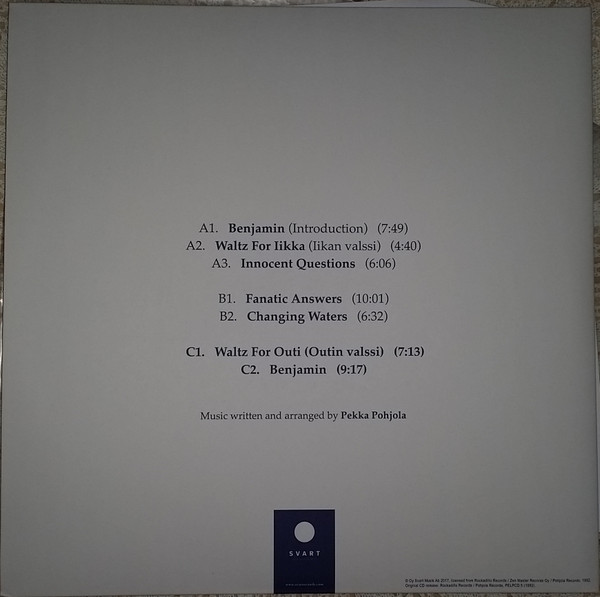 A1. Benjamin (Introduction) (7:49)
A2. Waltz For Iikka (Iikan valssi) (4:40)
A3. Innocent Questions (6:06)
B1. Fanatic Answers (10:01)
B2. Changing Waters (6:32)
C1. Waltz For Outi (Outin valssi) (7:13)
C2. Benjamin (9:17)
Music written and arranged by Pekka Pohjola
SVART